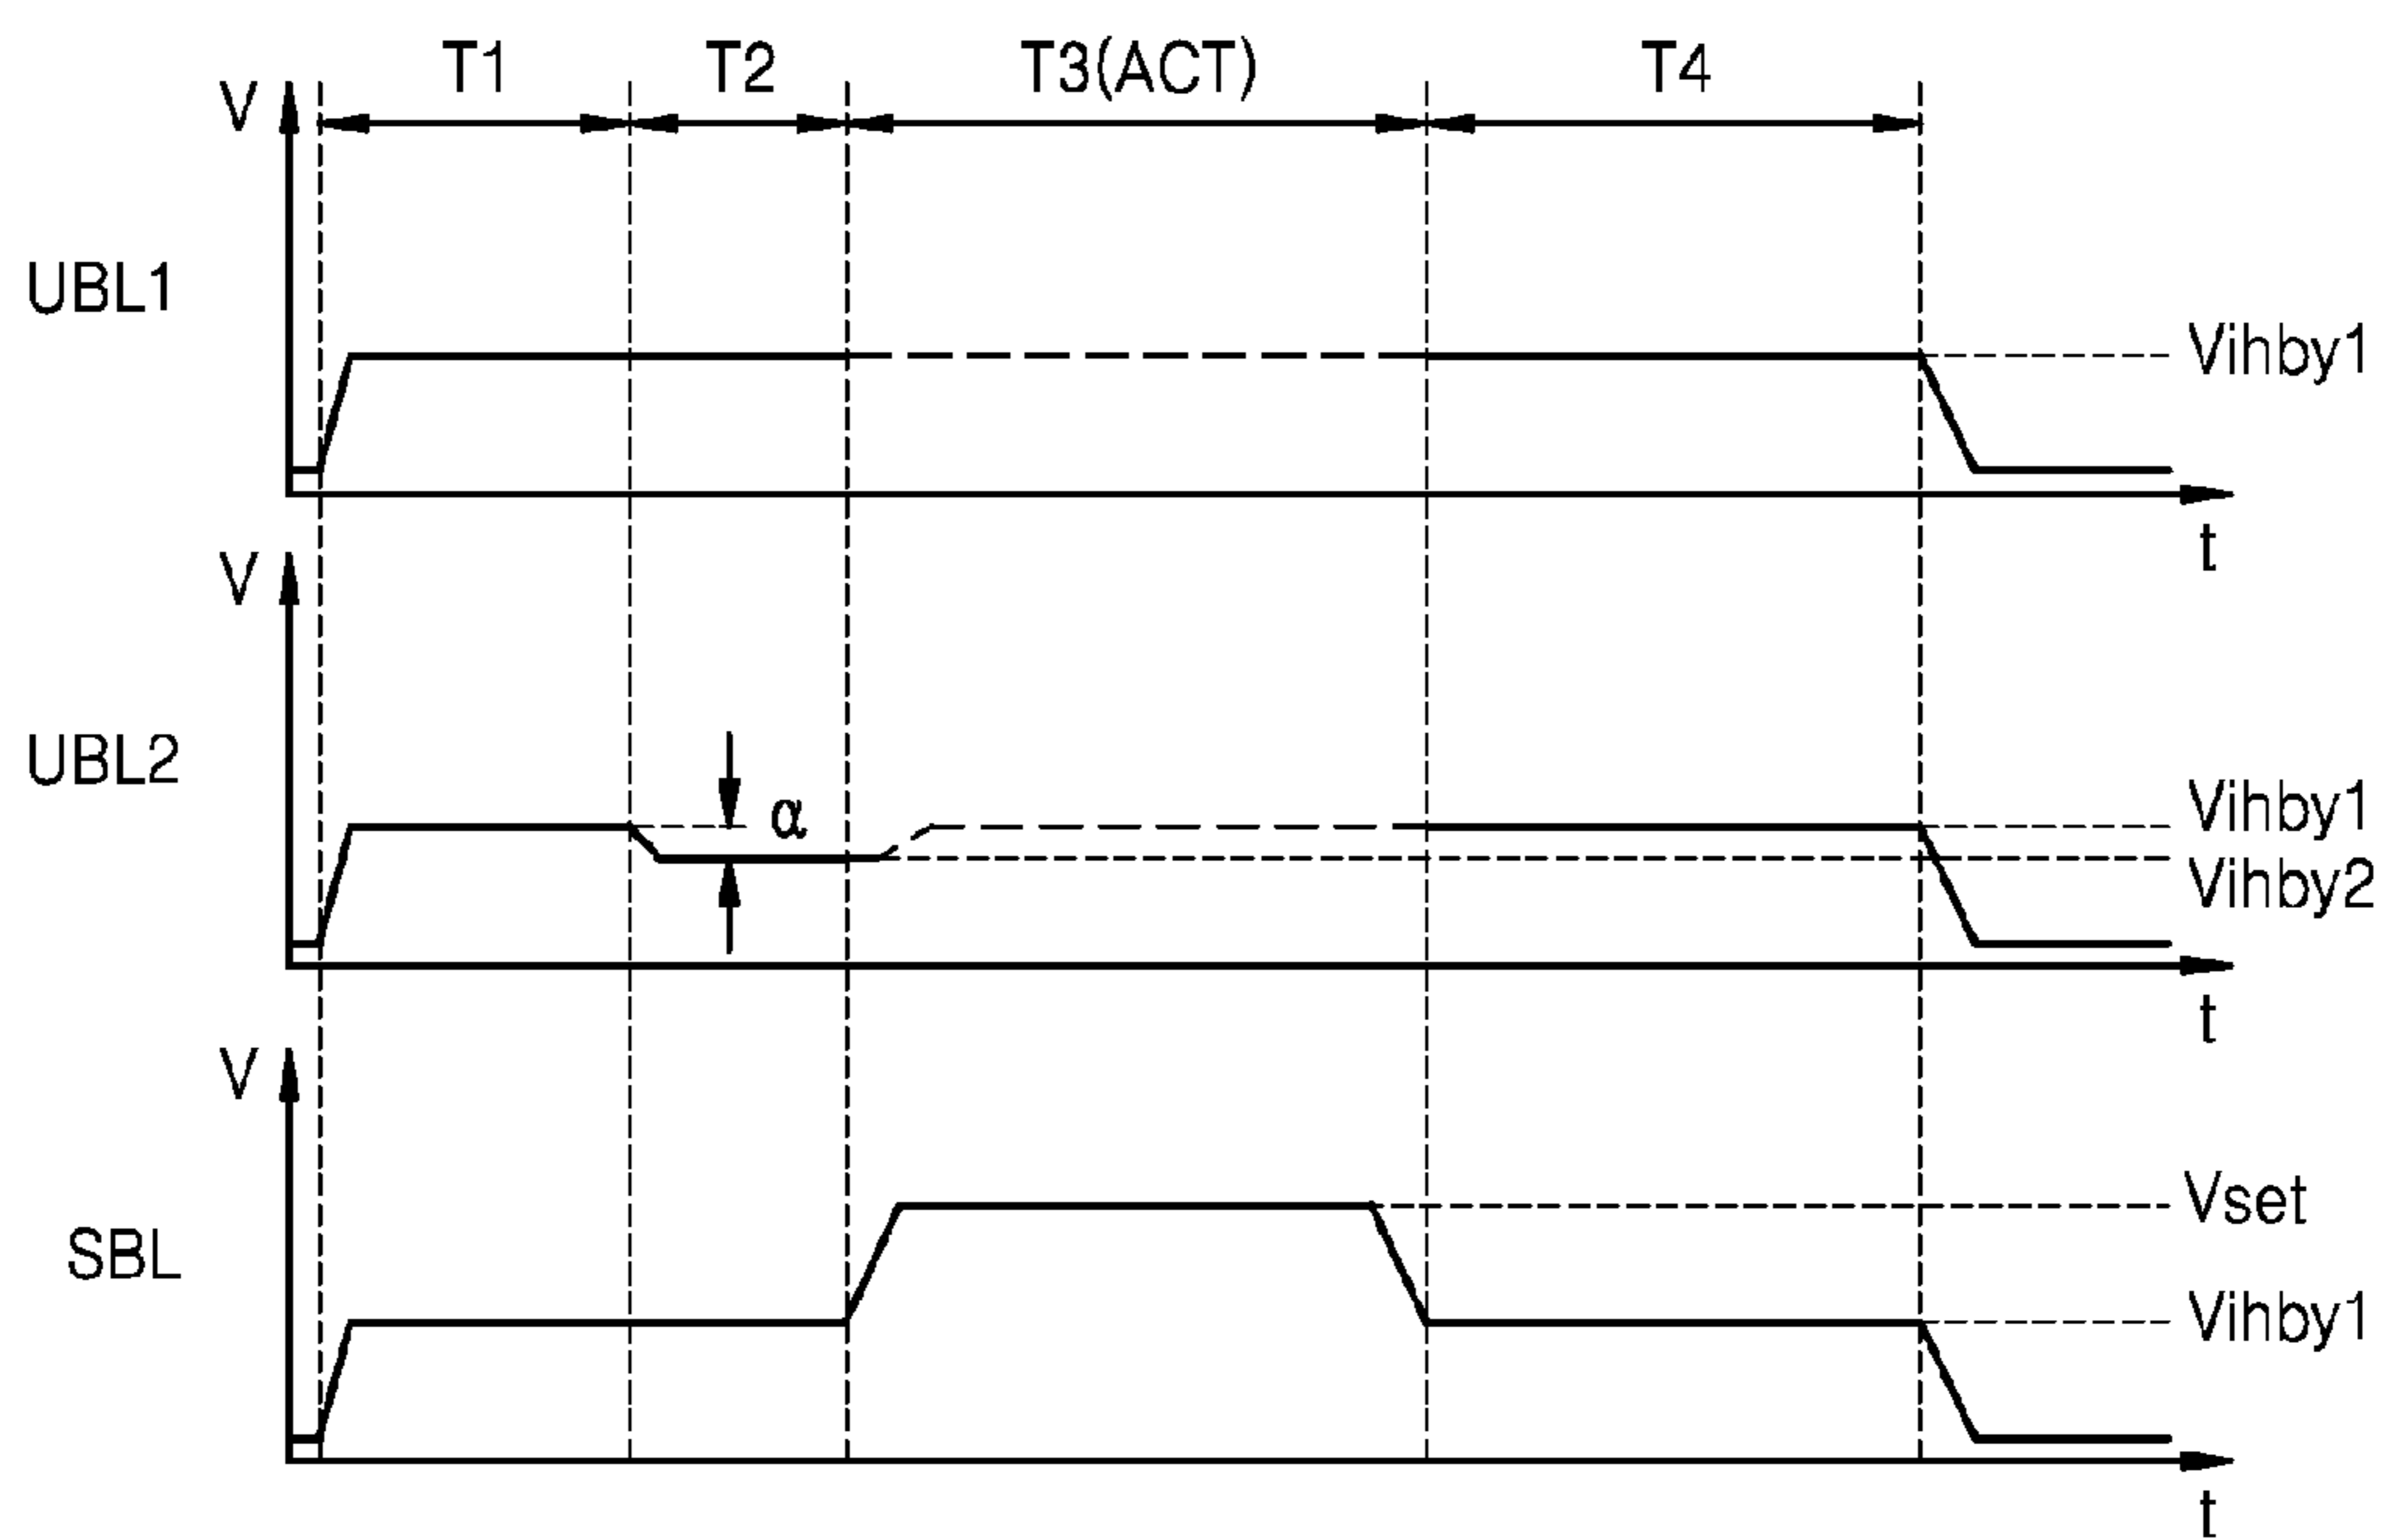 T1 T2 T3(ACT) T4
V
UBL1
Vihby1
t
V
UBL2
α
Vihby1
Vihby2
t
V
Vset
SBL
Vihby1
t